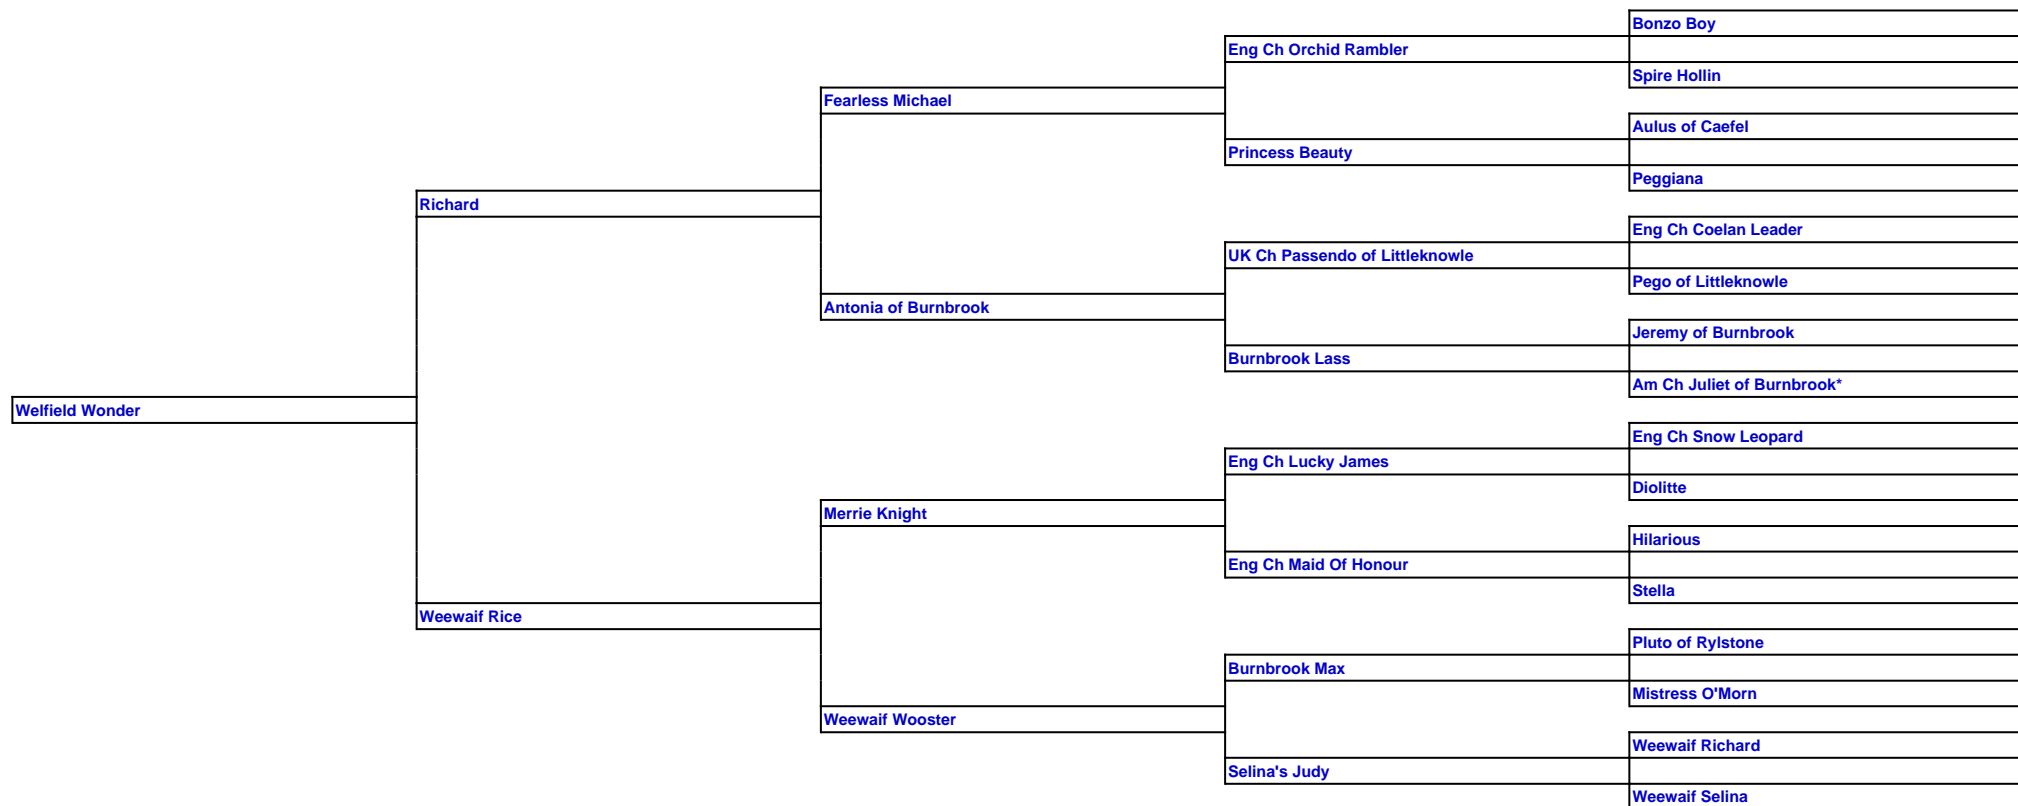 Bonzo Boy
Eng Ch Orchid Rambler
Spire Hollin
Fearless Michael
Aulus of Caefel
Princess Beauty
Peggiana
Richard
Eng Ch Coelan Leader
UK Ch Passendo of Littleknowle
Pego of Littleknowle
Antonia of Burnbrook
Jeremy of Burnbrook
Burnbrook Lass
Am Ch Juliet of Burnbrook*
Welfield Wonder
Eng Ch Snow Leopard
Eng Ch Lucky James
Diolitte
Merrie Knight
Hilarious
Eng Ch Maid Of Honour
Stella
Weewaif Rice
Pluto of Rylstone
Burnbrook Max
Mistress O'Morn
Weewaif Wooster
Weewaif Richard
Selina's Judy
Weewaif Selina